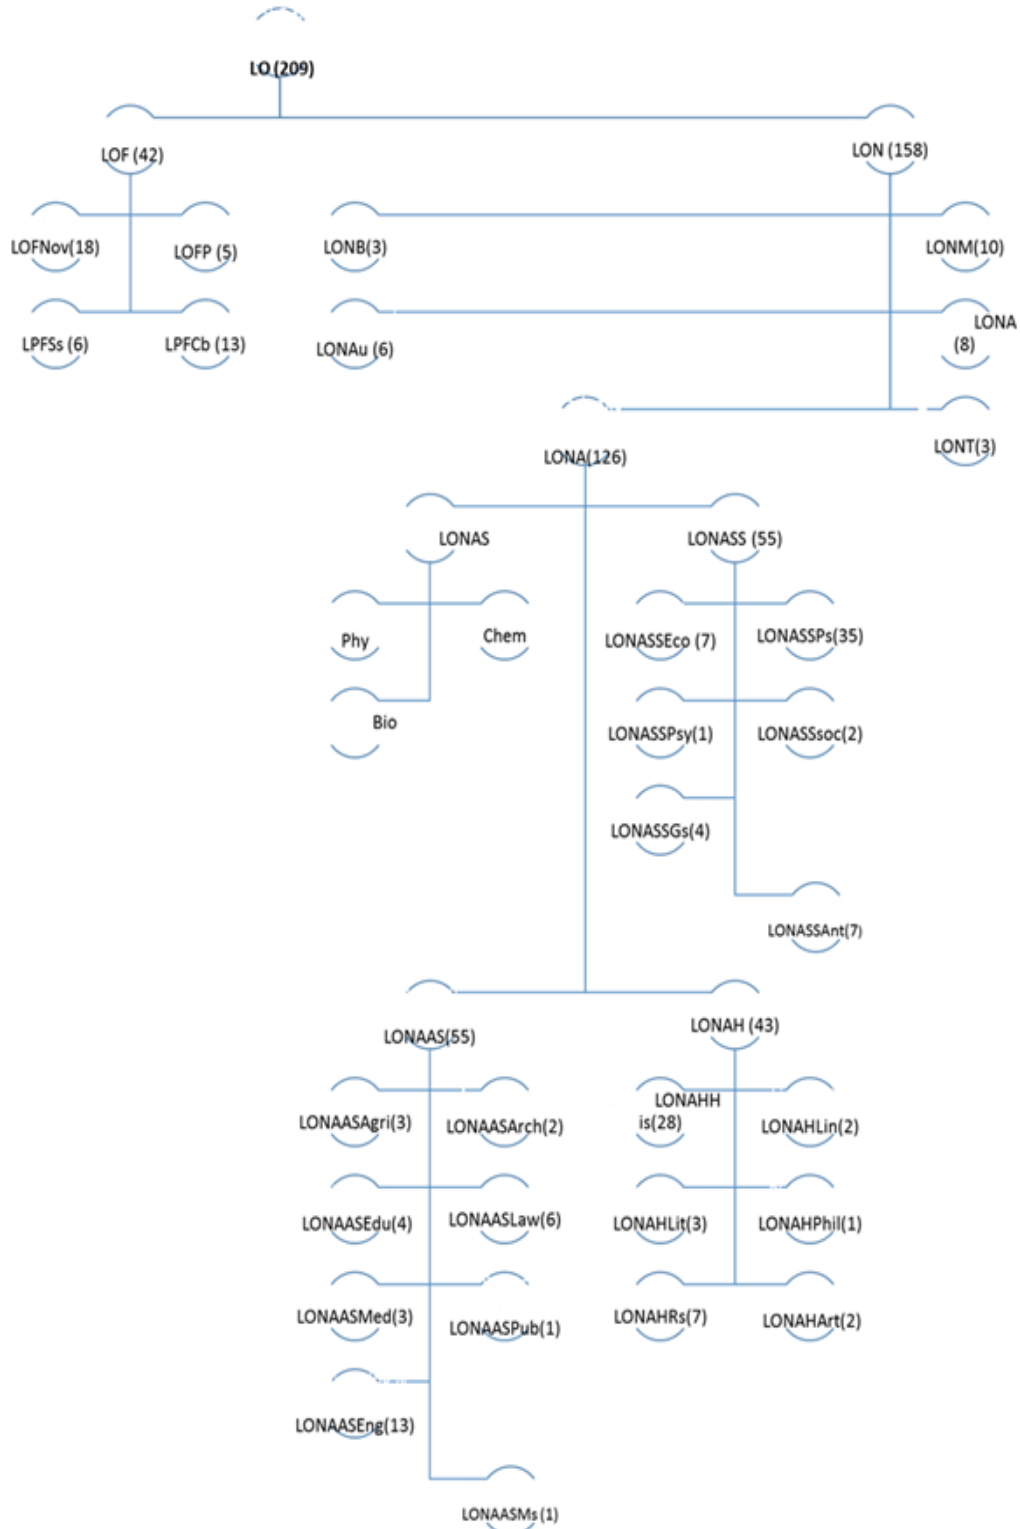 LO (209)
LOF (42)
LON (158)
LOFNov(18)
LOFP (5)
LONB(3)
LONM(10)
LPFSs (6)
LPFCb (13)
LONAu (6)
LONA
(8)
LONA(126)
LONT(3)
LONAS
LONASS (55)
Phy
Chem
LONASSEco (7)
LONASSPs(35)
Bio
LONASSPsy(1)
LONASSsoc(2)
LONASSGs(4)
LONASSAnt(7)
LONAAS(55)
LONAH (43)
LONAASAgri(3)
LONAASArch(2)
LONAHH
is(28)
LONAHLin(2)
LONAASEdu(4)
LONAASLaw(6)
LONAHLit(3)
LONAHPhil(1)
LONAASMed(3)
LONAASPub(1)
LONAHRs(7)
LONAHArt(2)
LONAASEng(13)
LONAASMs(1)